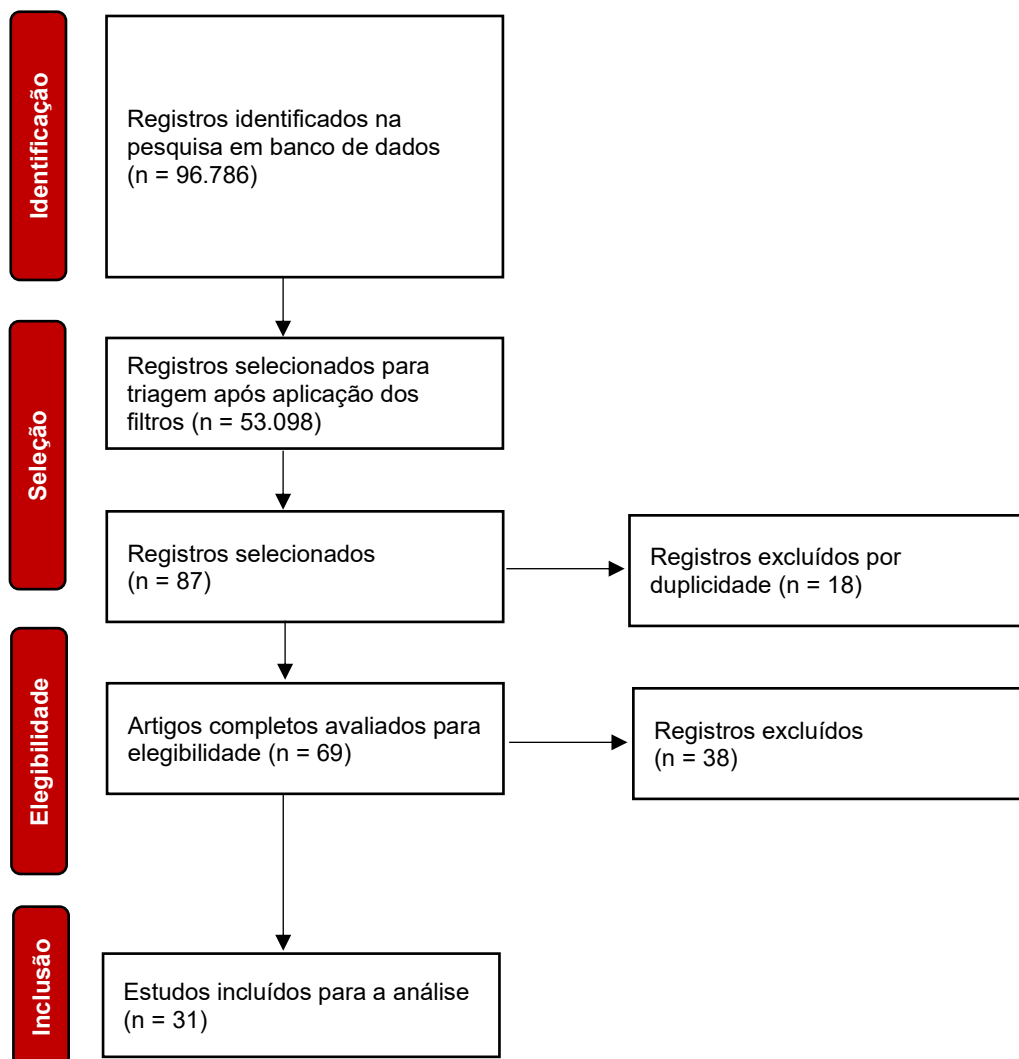 Identificação
Registros identificados na
pesquisa em banco de dados
(n = 96.786)
Seleção
Registros selecionados para
triagem após aplicação dos
filtros (n = 53.098)
Registros selecionados
(n = 87)
Registros excluídos por
duplicidade (n = 18)
Elegibilidade
Artigos completos avaliados para
elegibilidade (n = 69)
Registros excluídos
(n = 38)
Inclusão
Estudos incluídos para a análise
(n = 31)